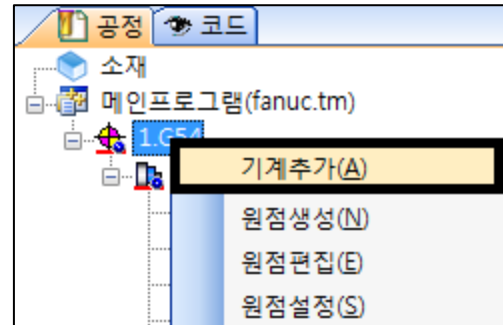 공정 코드
소재
메인프로그램(fanuc.tm)
1.G54
기계추가(A)
원점생성(N)
원점편집(E)
원점설정(S)